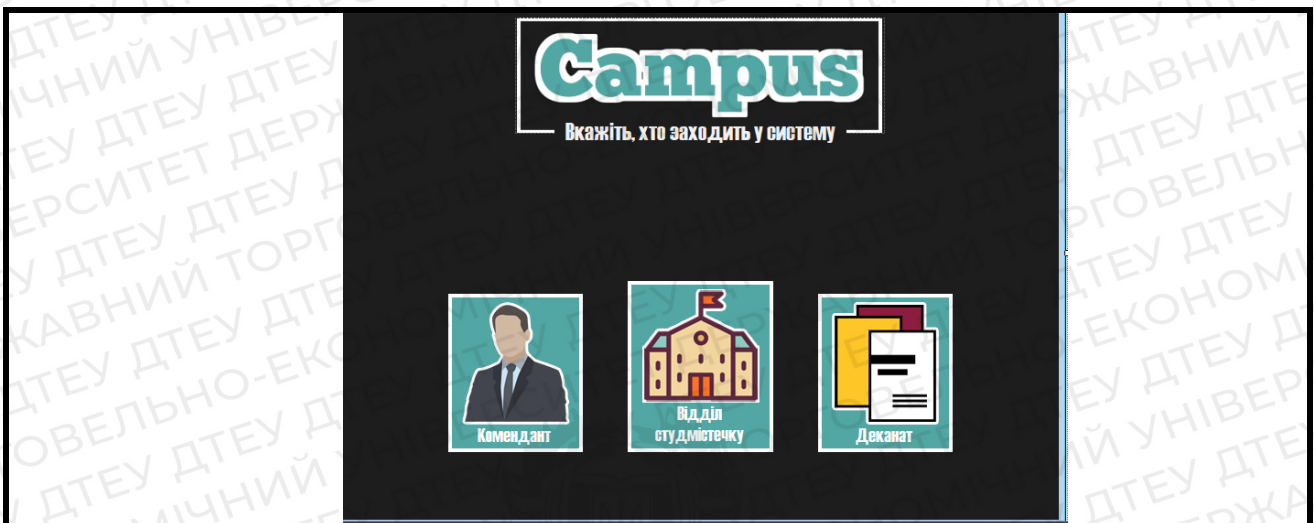 Campus
Вкажіть, хто заходить у систему
Комендант
Відділ
студмістечку
Деканат